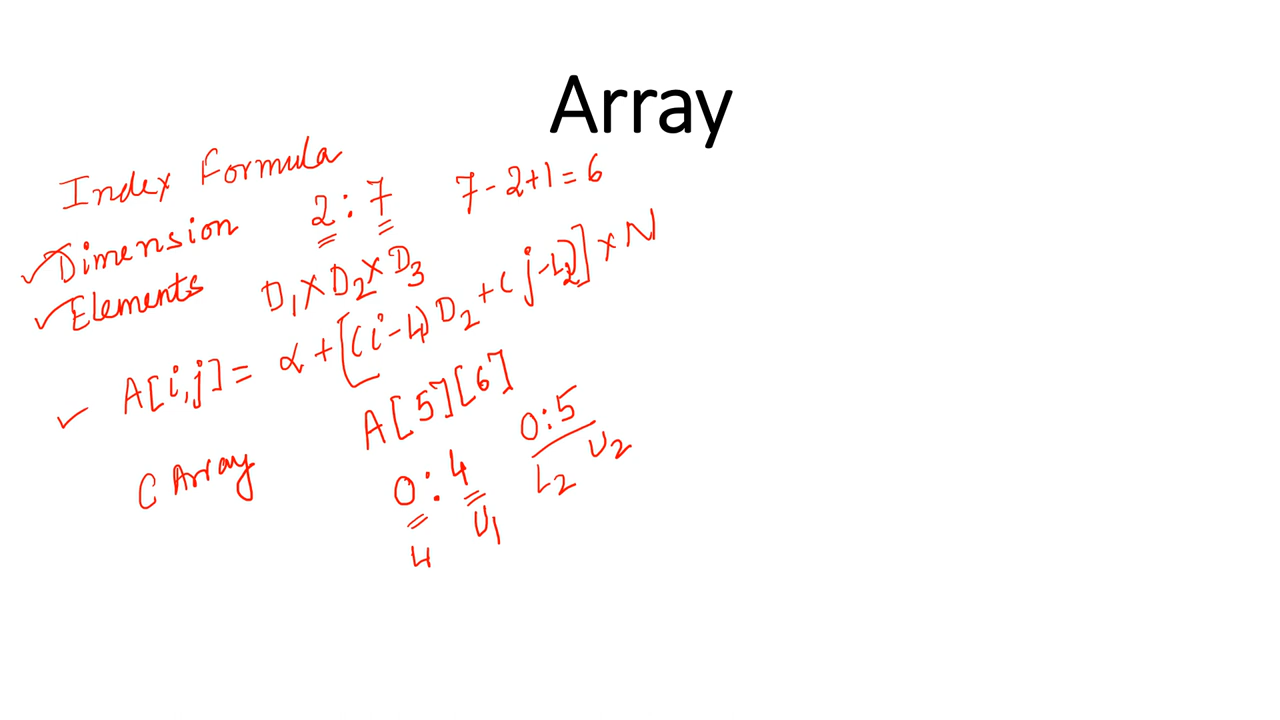 Array
Index Formula
✓Dimension 2 : 7 7-2+1=6
✓Elements D₁×D₂×D₃
✓ A[i,j] = α+[(i-L₁)D₂+(j-L₂)]×N
C Array A[5][6]
0:4 0:5
L₁ U₁ L₂ U₂